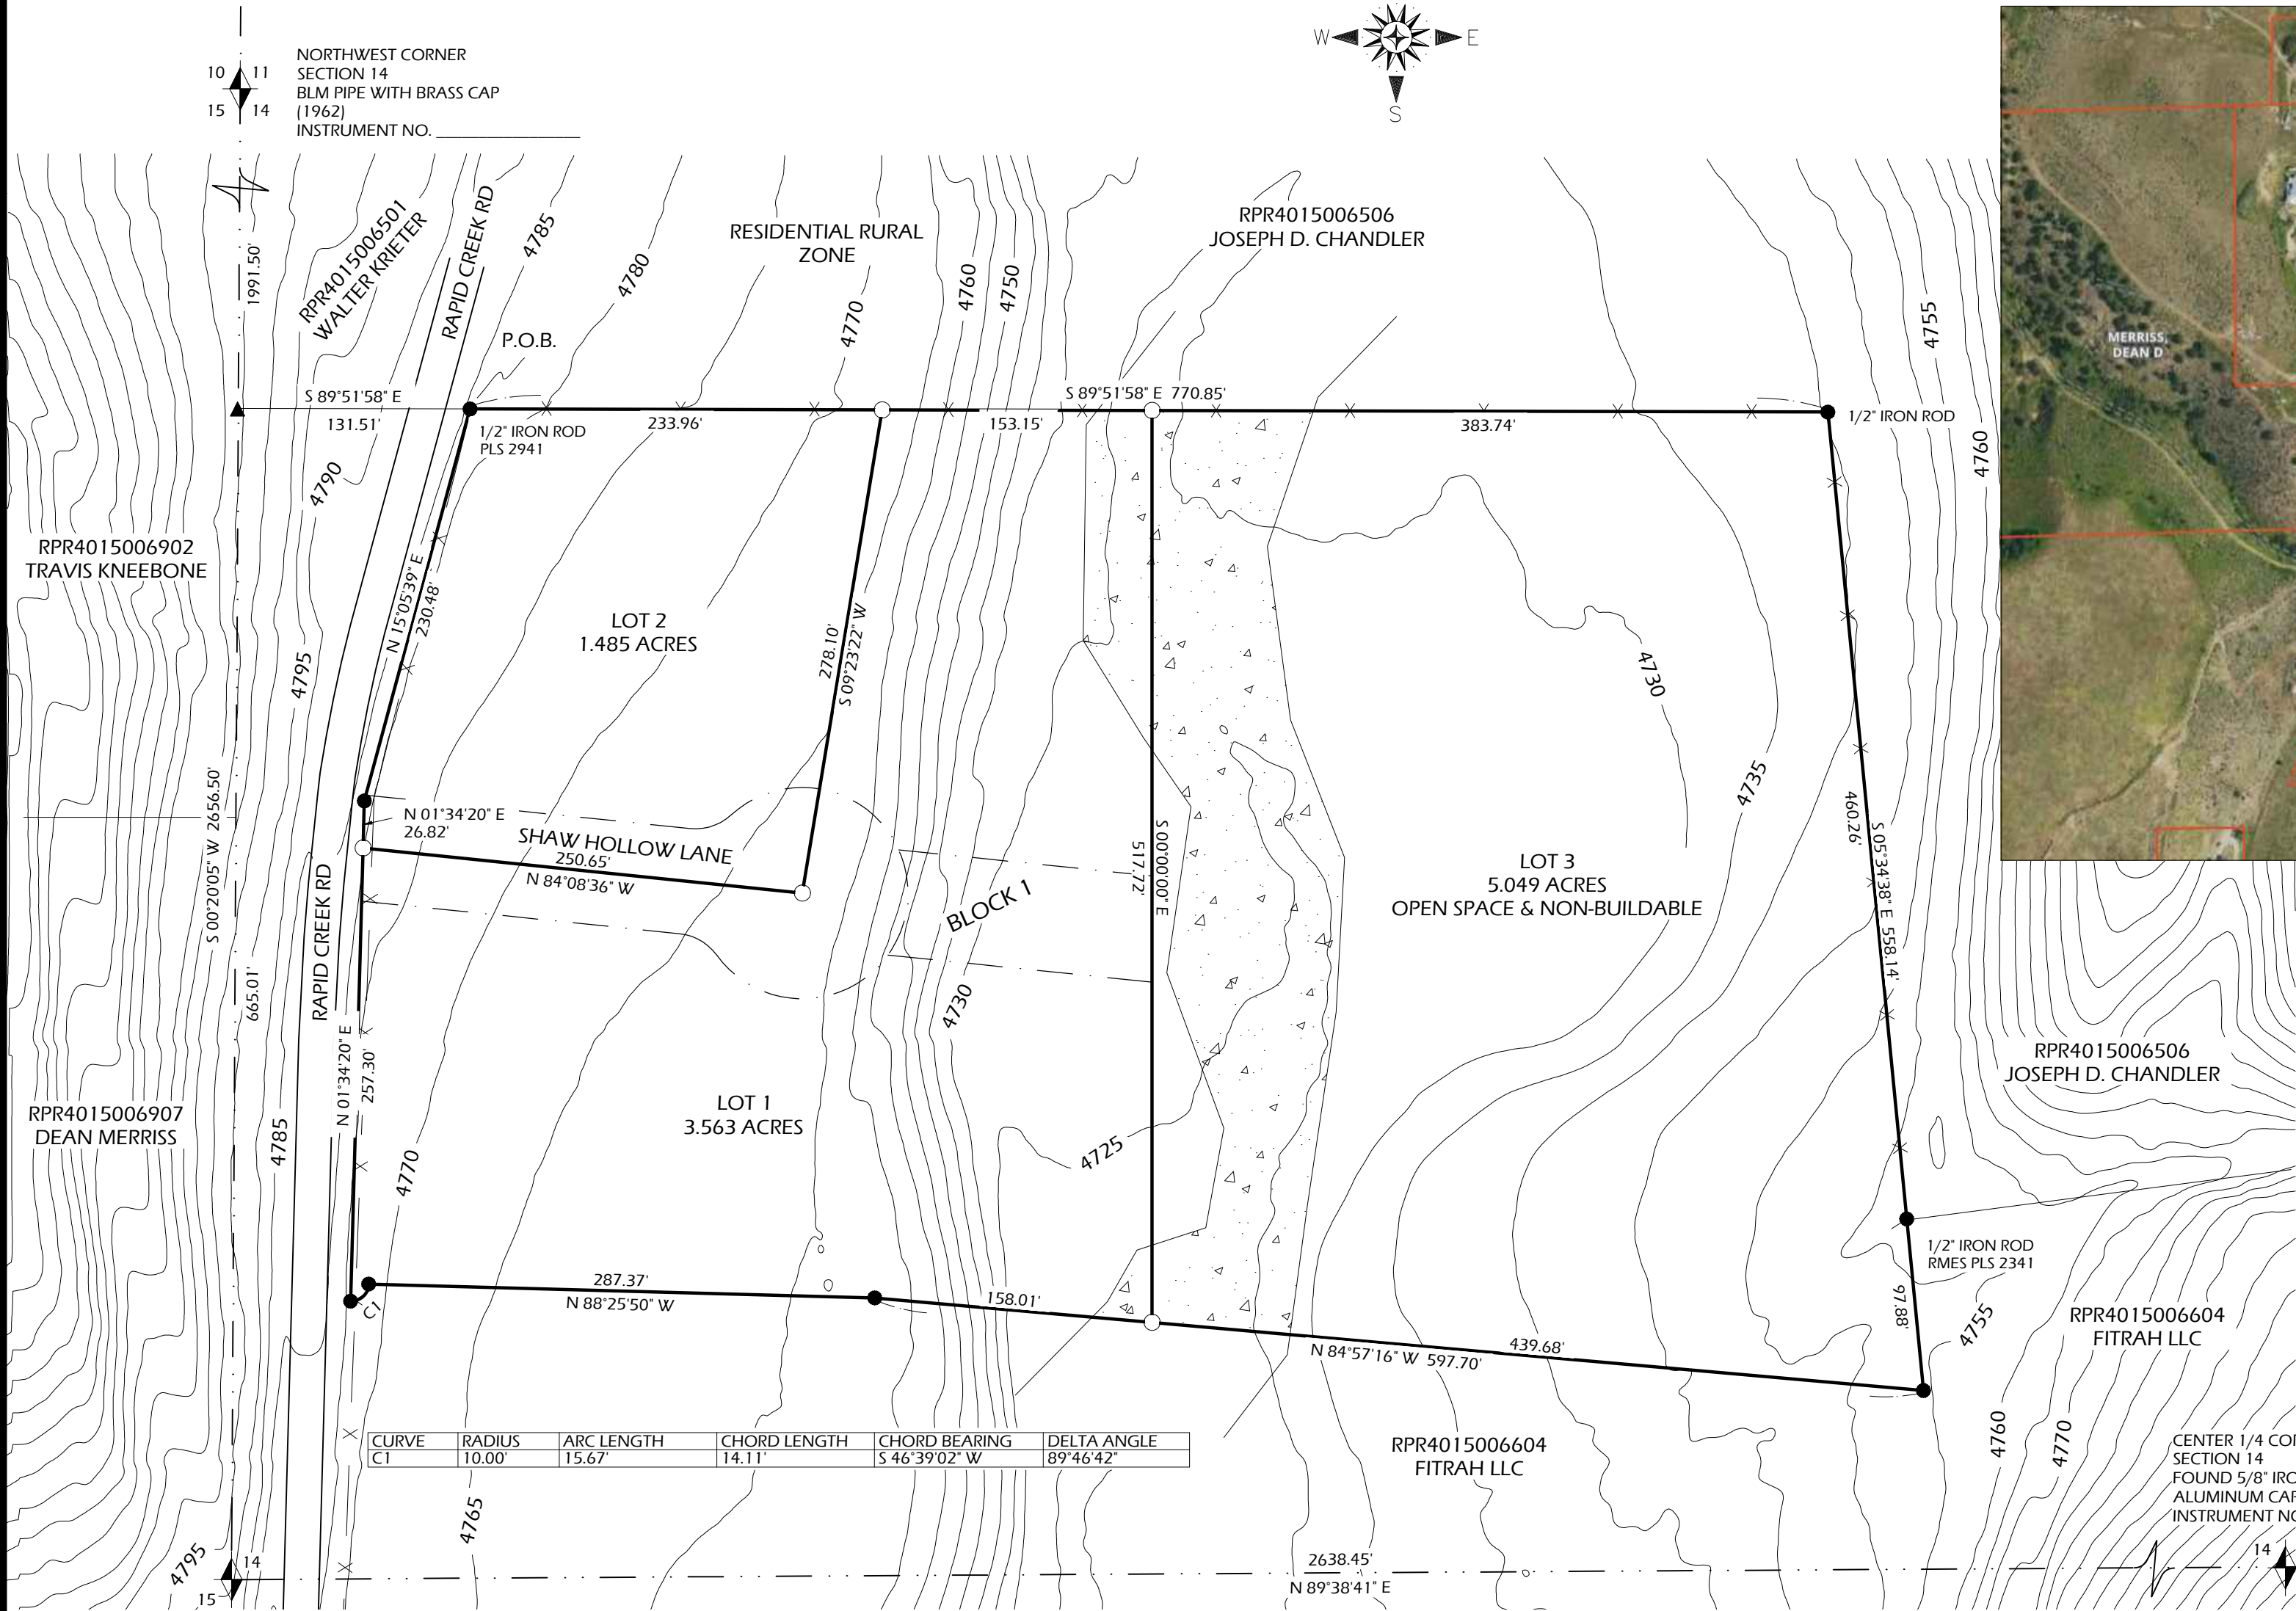 W E
S
NORTHWEST CORNER
10 11 SECTION 14
BLM PIPE WITH BRASS CAP
15 14 (1962)
INSTRUMENT NO.
1991.50'
RPR4015006501
WALTER KRIETER
RAPID CREEK RD
4785
4780
RESIDENTIAL RURAL
ZONE
4770
4760
4750
RPR4015006506
JOSEPH D. CHANDLER
4755
MERRISS,
DEAN D
P.O.B.
S 89°51'58" E
131.51'
1/2" IRON ROD
PLS 2941
233.96'
153.15'
S 89°51'58" E 770.85'
383.74'
1/2" IRON ROD
4760
4790
RPR4015006902
TRAVIS KNEEBONE
N 15°05'39" E
230.48'
LOT 2
1.485 ACRES
278.10'
S 09°23'22" W
4730
4795
4735
S 00°20'05" W 2656.50'
N 01°34'20" E
26.82'
SHAW HOLLOW LANE
250.65'
N 84°08'36" W
BLOCK 1
S 00°00'00" E
517.72'
LOT 3
5.049 ACRES
OPEN SPACE & NON-BUILDABLE
460.26'
S 05°34'38" E 558.14'
RAPID CREEK RD
665.01'
4730
N 01°34'20" E
257.30'
RPR4015006506
JOSEPH D. CHANDLER
RPR4015006907
DEAN MERRISS
4785
4770
LOT 1
3.563 ACRES
4725
1/2" IRON ROD
RMES PLS 2341
97.88'
4755
C1
287.37'
N 88°25'50" W
158.01'
439.68'
N 84°57'16" W 597.70'
RPR4015006604
FITRAH LLC
CURVE RADIUS ARC LENGTH CHORD LENGTH CHORD BEARING DELTA ANGLE
C1 10.00' 15.67' 14.11' S 46°39'02" W 89°46'42"
RPR4015006604
FITRAH LLC
4760
4770
CENTER 1/4 COR
SECTION 14
FOUND 5/8" IRO
ALUMINUM CAP
INSTRUMENT NO
4765
4795
14
15
2638.45'
N 89°38'41" E
14